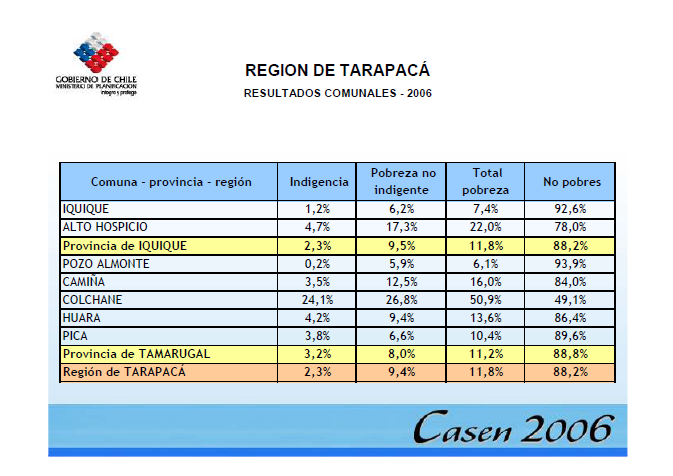 GOBIERNO DE CHILE
MINISTERIO DE PLANIFICACION
REGION DE TARAPACÁ
RESULTADOS COMUNALES - 2006
Comuna - provincia - región Indigencia Pobreza no indigente Total pobreza No pobres
IQUIQUE 1,2% 6,2% 7,4% 92,6%
ALTO HOSPICIO 4,7% 17,3% 22,0% 78,0%
Provincia de IQUIQUE 2,3% 9,5% 11,8% 88,2%
POZO ALMONTE 0,2% 5,9% 6,1% 93,9%
CAMIÑA 3,5% 12,5% 16,0% 84,0%
COLCHANE 24,1% 26,8% 50,9% 49,1%
HUARA 4,2% 9,4% 13,6% 86,4%
PICA 3,8% 6,6% 10,4% 89,6%
Provincia de TAMARUGAL 3,2% 8,0% 11,2% 88,8%
Región de TARAPACÁ 2,3% 9,4% 11,8% 88,2%
Casen 2006